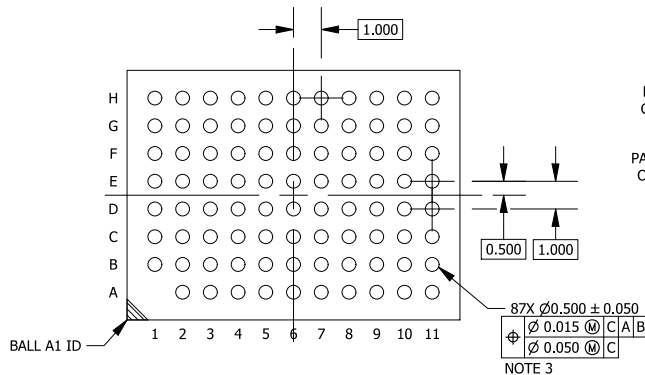 1.000
H
G
F
E
D
C
B
A
0.500 1.000
87X Ø0.500 ± 0.050
⌖ Ø 0.015 Ⓜ C A B
Ø 0.050 Ⓜ C
NOTE 3
BALL A1 ID
1 2 3 4 5 6 7 8 9 10 11
PA